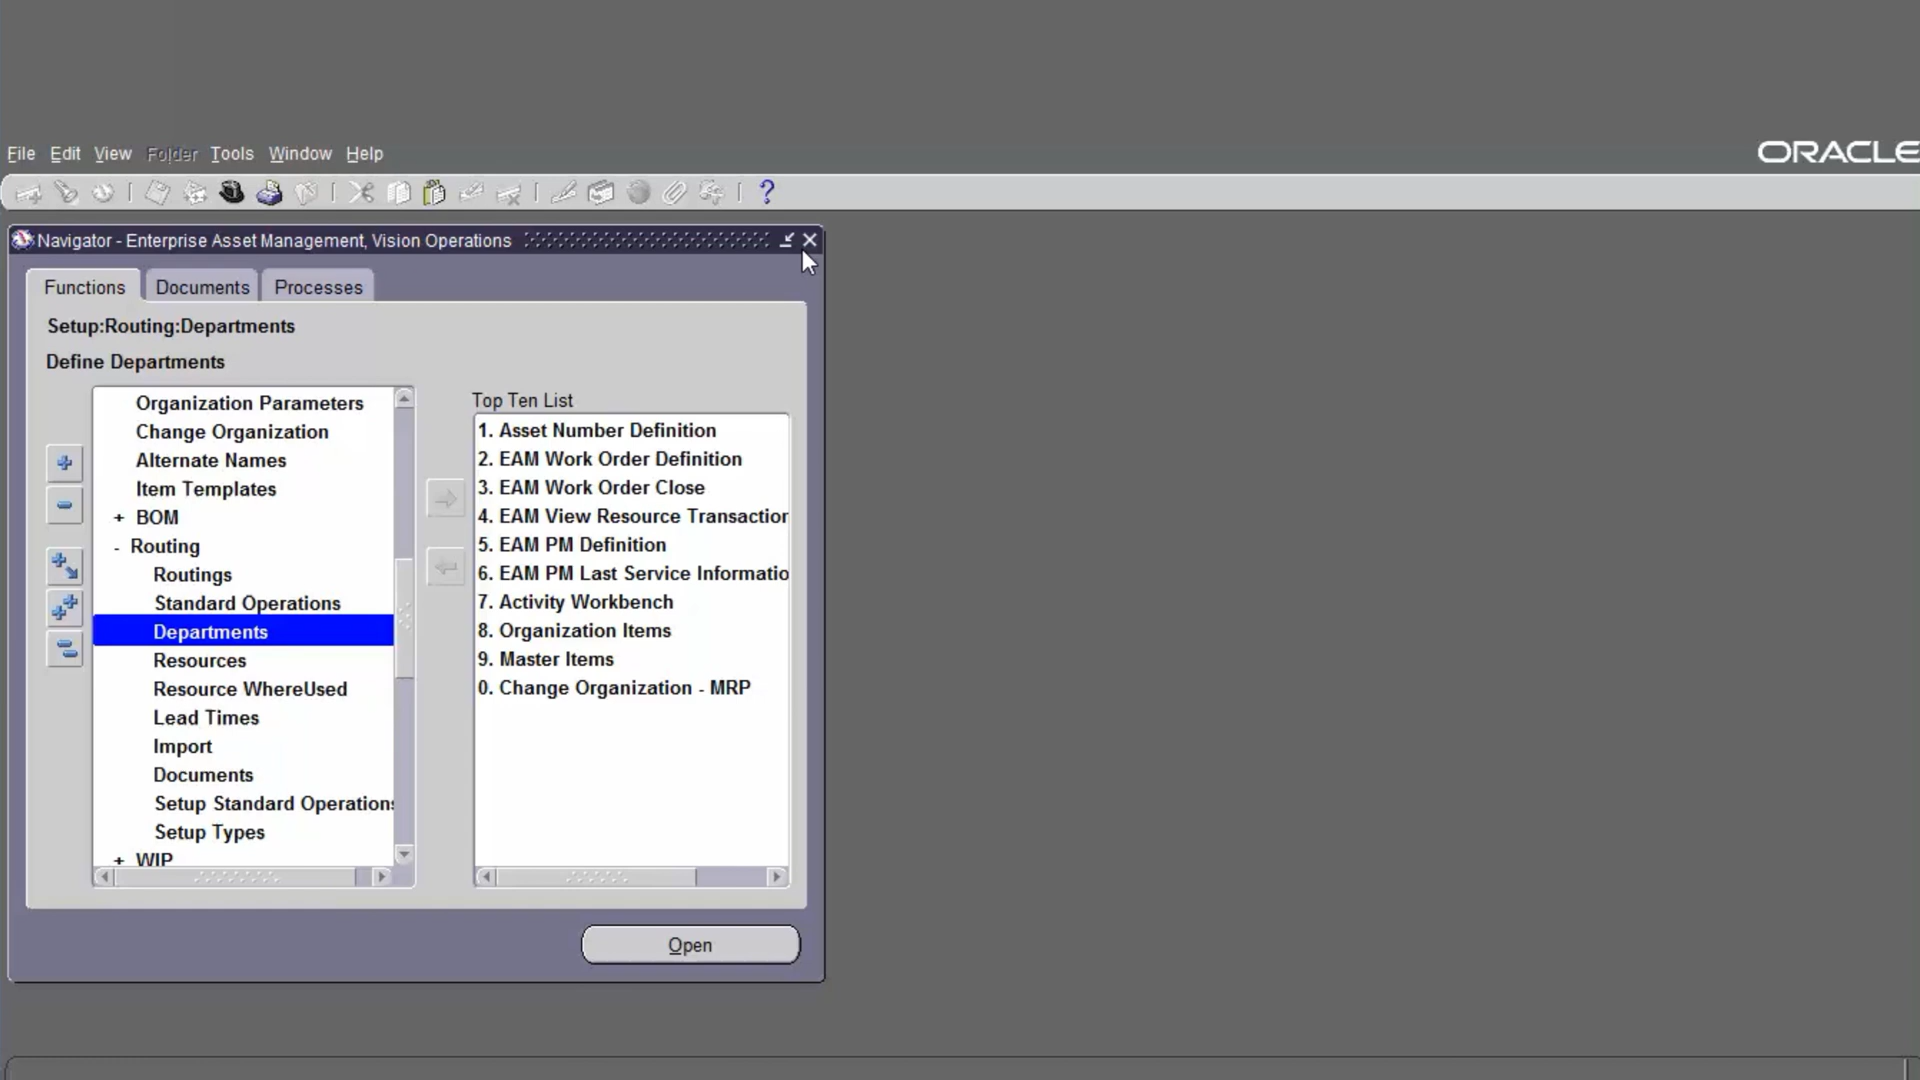 File Edit View Folder Tools Window Help
ORACLE
?
Navigator - Enterprise Asset Management, Vision Operations
Functions Documents Processes
Setup:Routing:Departments
Define Departments
Organization Parameters
Change Organization
Alternate Names
Item Templates
+ BOM
- Routing
Routings
Standard Operations
Departments
Resources
Resource WhereUsed
Lead Times
Import
Documents
Setup Standard Operations
Setup Types
+ WIP
Top Ten List
1. Asset Number Definition
2. EAM Work Order Definition
3. EAM Work Order Close
4. EAM View Resource Transaction
5. EAM PM Definition
6. EAM PM Last Service Informatio
7. Activity Workbench
8. Organization Items
9. Master Items
0. Change Organization - MRP
Open